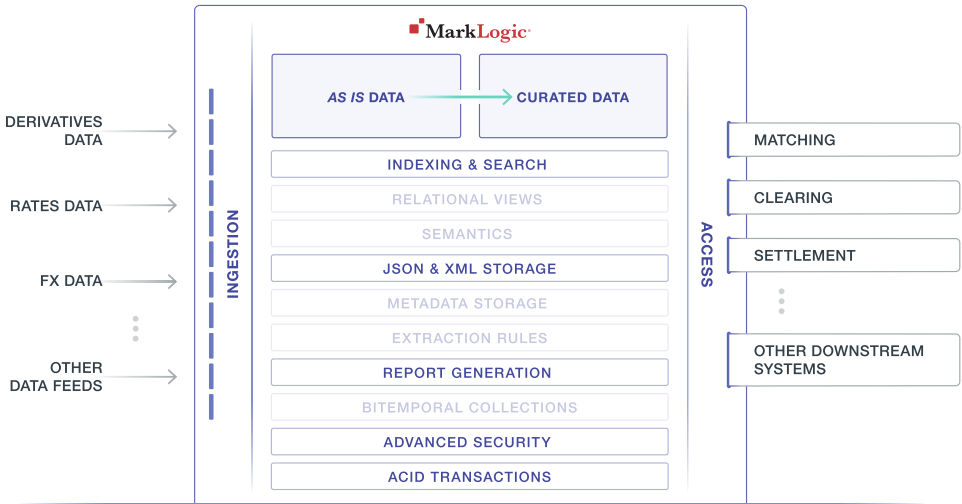 MarkLogic
AS IS DATA
CURATED DATA
DERIVATIVES
DATA
RATES DATA
FX DATA
OTHER
DATA FEEDS
INGESTION
INDEXING & SEARCH
RELATIONAL VIEWS
SEMANTICS
JSON & XML STORAGE
METADATA STORAGE
EXTRACTION RULES
REPORT GENERATION
BITEMPORAL COLLECTIONS
ADVANCED SECURITY
ACID TRANSACTIONS
ACCESS
MATCHING
CLEARING
SETTLEMENT
OTHER DOWNSTREAM
SYSTEMS